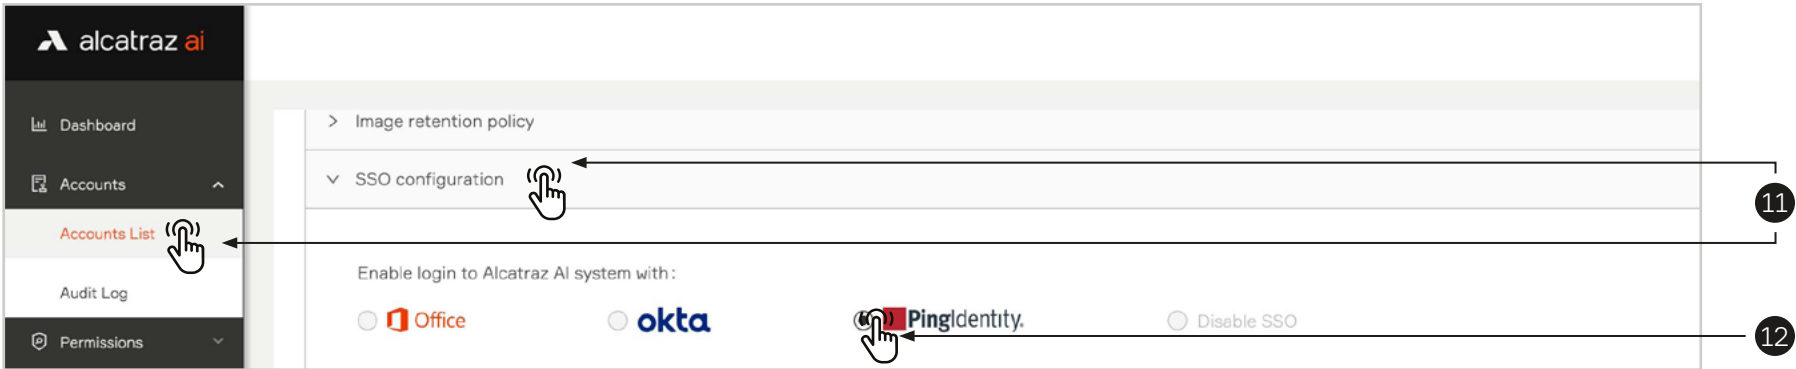 alcatraz ai
Dashboard
Accounts
Accounts List
Audit Log
Permissions
> Image retention policy
SSO configuration
11
Enable login to Alcatraz AI system with:
Office
okta
PingIdentity.
Disable SSO
12